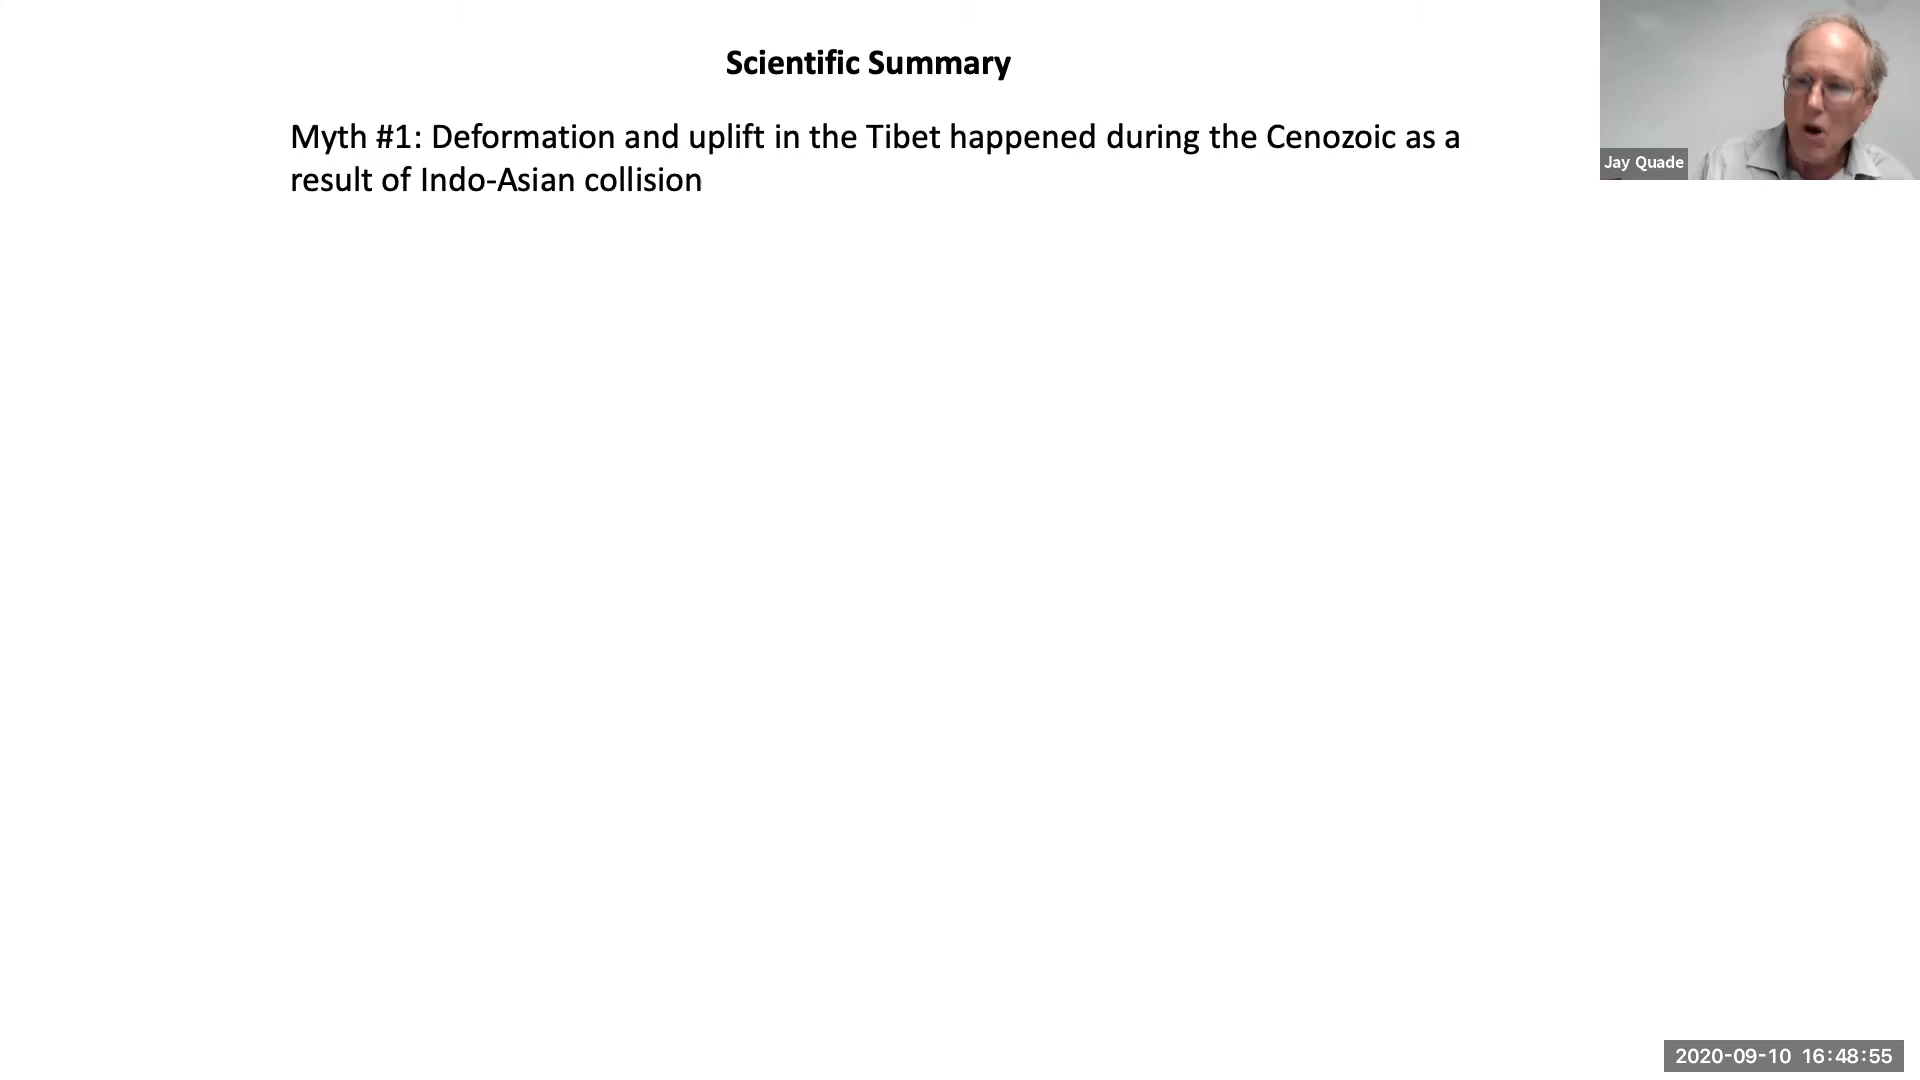 Scientific Summary
Myth #1: Deformation and uplift in the Tibet happened during the Cenozoic as a
result of Indo-Asian collision
Jay Quade
2020-09-10 16:48:55